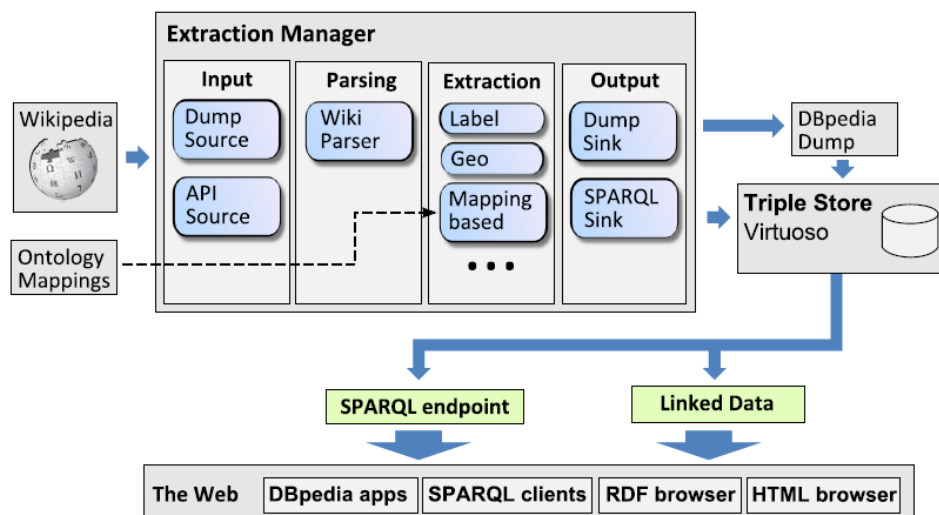 Extraction Manager
Input
Parsing
Extraction
Output
Wikipedia
Dump
Source
Wiki
Parser
Label
Dump
Sink
DBpedia
Dump
Geo
API
Source
Mapping
based
SPARQL
Sink
Triple Store
Virtuoso
Ontology
Mappings
• • •
SPARQL endpoint
Linked Data
The Web
DBpedia apps
SPARQL clients
RDF browser
HTML browser